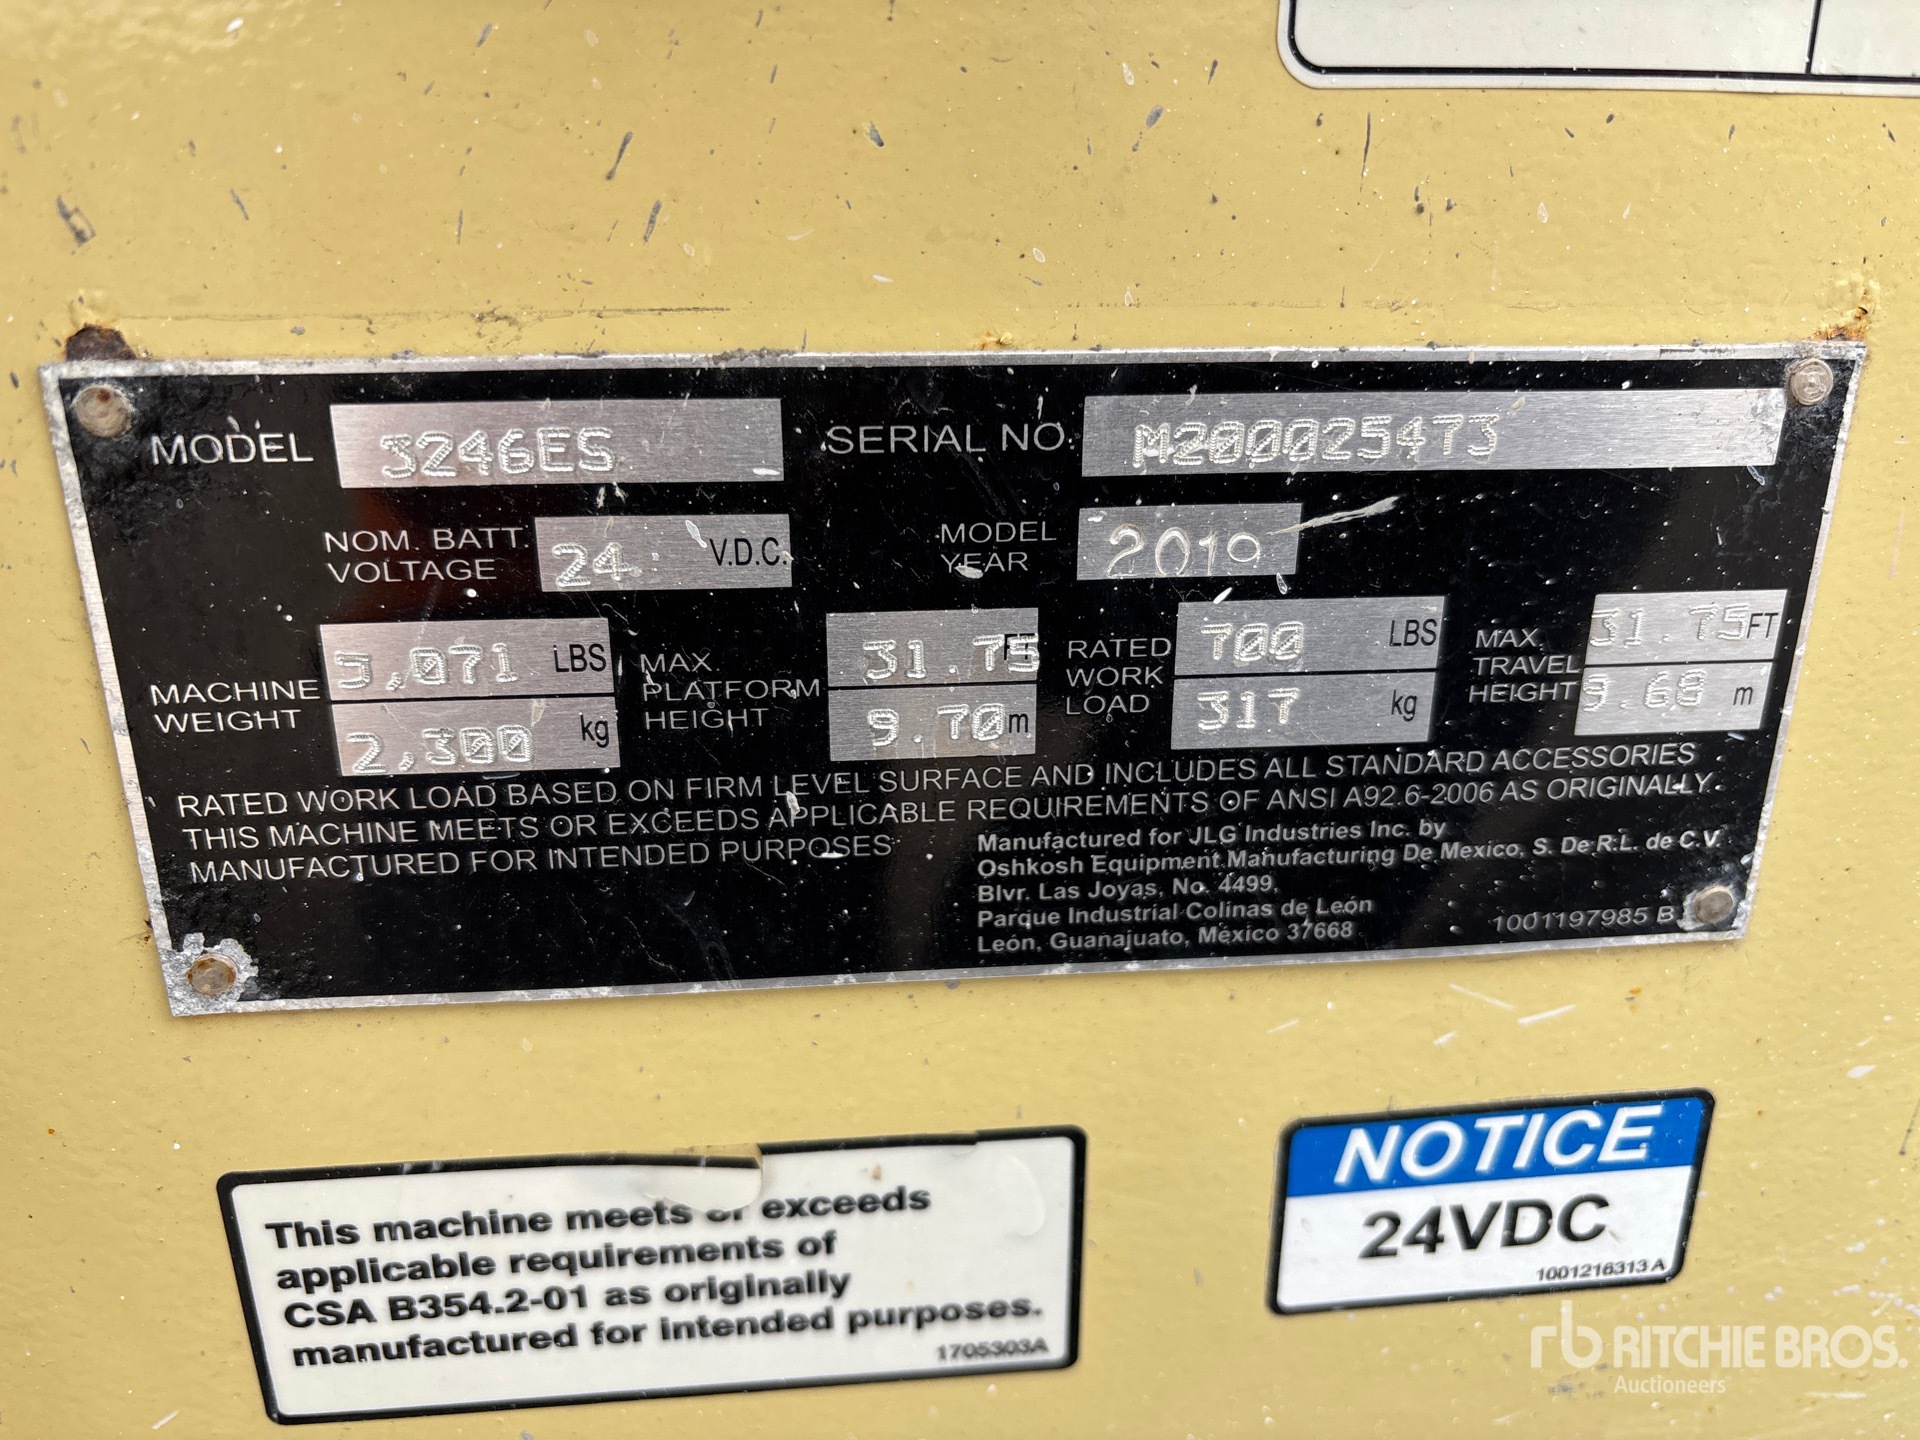 MODEL 3246ES SERIAL NO. M200025473
NOM. BATT. VOLTAGE 24 V.D.C. MODEL YEAR 2019
MACHINE WEIGHT 5,071 LBS 2,300 kg MAX. PLATFORM HEIGHT 31.75 FT 9.70 m RATED WORK LOAD 700 LBS 317 kg MAX. TRAVEL HEIGHT 31.75 FT 9.68 m
RATED WORK LOAD BASED ON FIRM LEVEL SURFACE AND INCLUDES ALL STANDARD ACCESSORIES
THIS MACHINE MEETS OR EXCEEDS APPLICABLE REQUIREMENTS OF ANSI A92.6-2006 AS ORIGINALLY
MANUFACTURED FOR INTENDED PURPOSES
Manufactured for JLG Industries Inc. by
Oshkosh Equipment Manufacturing De Mexico, S. De R.L. de C.V.
Blvr. Las Joyas, No. 4499,
Parque Industrial Colinas de León
León, Guanajuato, México 37668
1001197985 B
This machine meets or exceeds
applicable requirements of
CSA B354.2-01 as originally
manufactured for intended purposes.
1705303A
NOTICE
24VDC
1001216313 A
rb RITCHIE BROS.
Auctioneers